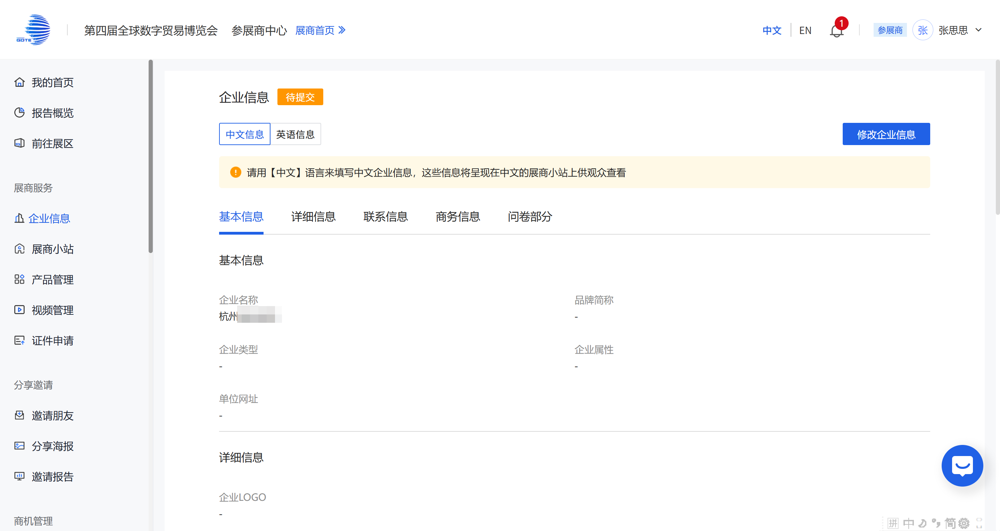 GDTE
第四届全球数字贸易博览会 参展商中心 展商首页
中文 EN 1 参展商 张 张思思
我的首页
报告概览
前往展区
展商服务
企业信息
展商小站
产品管理
视频管理
证件申请
分享邀请
邀请朋友
分享海报
邀请报告
商机管理
企业信息 待提交
中文信息 英语信息 修改企业信息
请用【中文】语言来填写中文企业信息，这些信息将呈现在中文的展商小站上供观众查看
基本信息 详细信息 联系信息 商务信息 问卷部分
基本信息
企业名称 品牌简称
杭州 -
企业类型 企业属性
- -
单位网址
-
详细信息
企业LOGO
-
拼 中 简